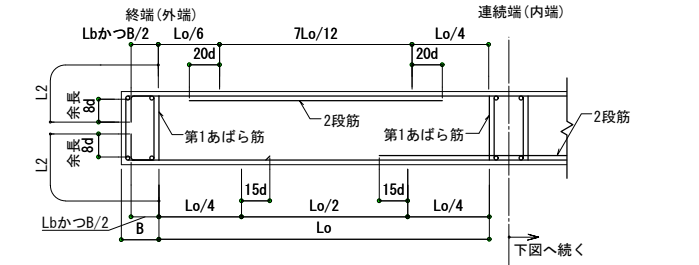 終端(外端)
連続端(内端)
LbかつB/2
Lo/6
7Lo/12
Lo/4
20d
20d
L2
余長
8d
2段筋
第1あばら筋
第1あばら筋
2段筋
L2
余長
8d
15d
15d
LbかつB/2
Lo/4
Lo/2
Lo/4
B
Lo
下図へ続く